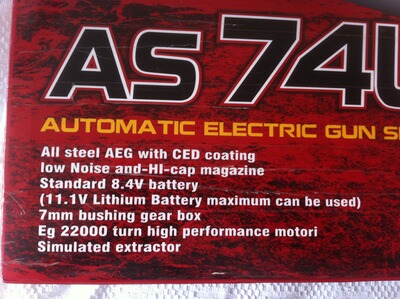 AS 74U
AUTOMATIC ELECTRIC GUN S
All steel AEG with CED coating
low Noise and-HI-cap magazine
Standard 8.4V battery
(11.1V Lithium Battery maximum can be used)
7mm bushing gear box
Eg 22000 turn high performance motori
Simulated extractor